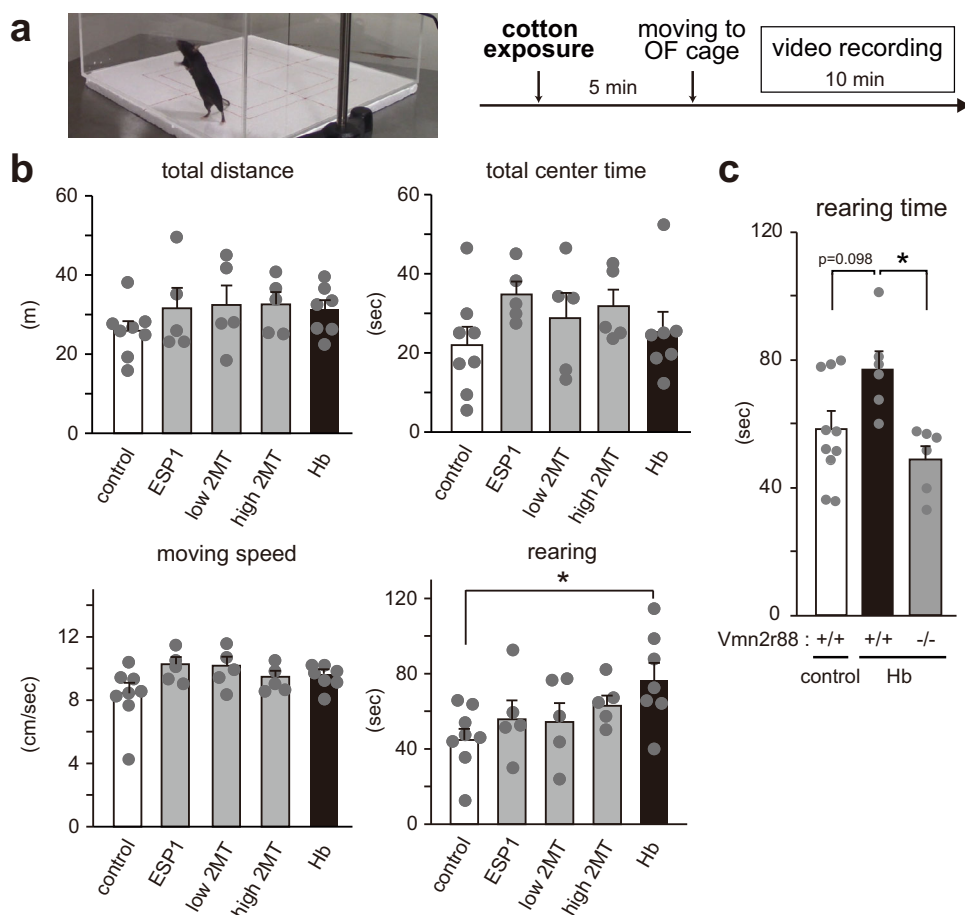 a
cotton
exposure
moving to
OF cage
video recording
10 min
5 min
b
total distance
60
40
20
0
(m)
control
ESP1
low 2MT
high 2MT
Hb
total center time
60
40
20
0
(sec)
control
ESP1
low 2MT
high 2MT
Hb
moving speed
12
8
4
0
(cm/sec)
control
ESP1
low 2MT
high 2MT
Hb
rearing
*
120
80
40
0
(sec)
control
ESP1
low 2MT
high 2MT
Hb
c
rearing time
120
80
40
0
(sec)
p=0.098
*
Vmn2r88 : +/+ +/+ -/-
control Hb